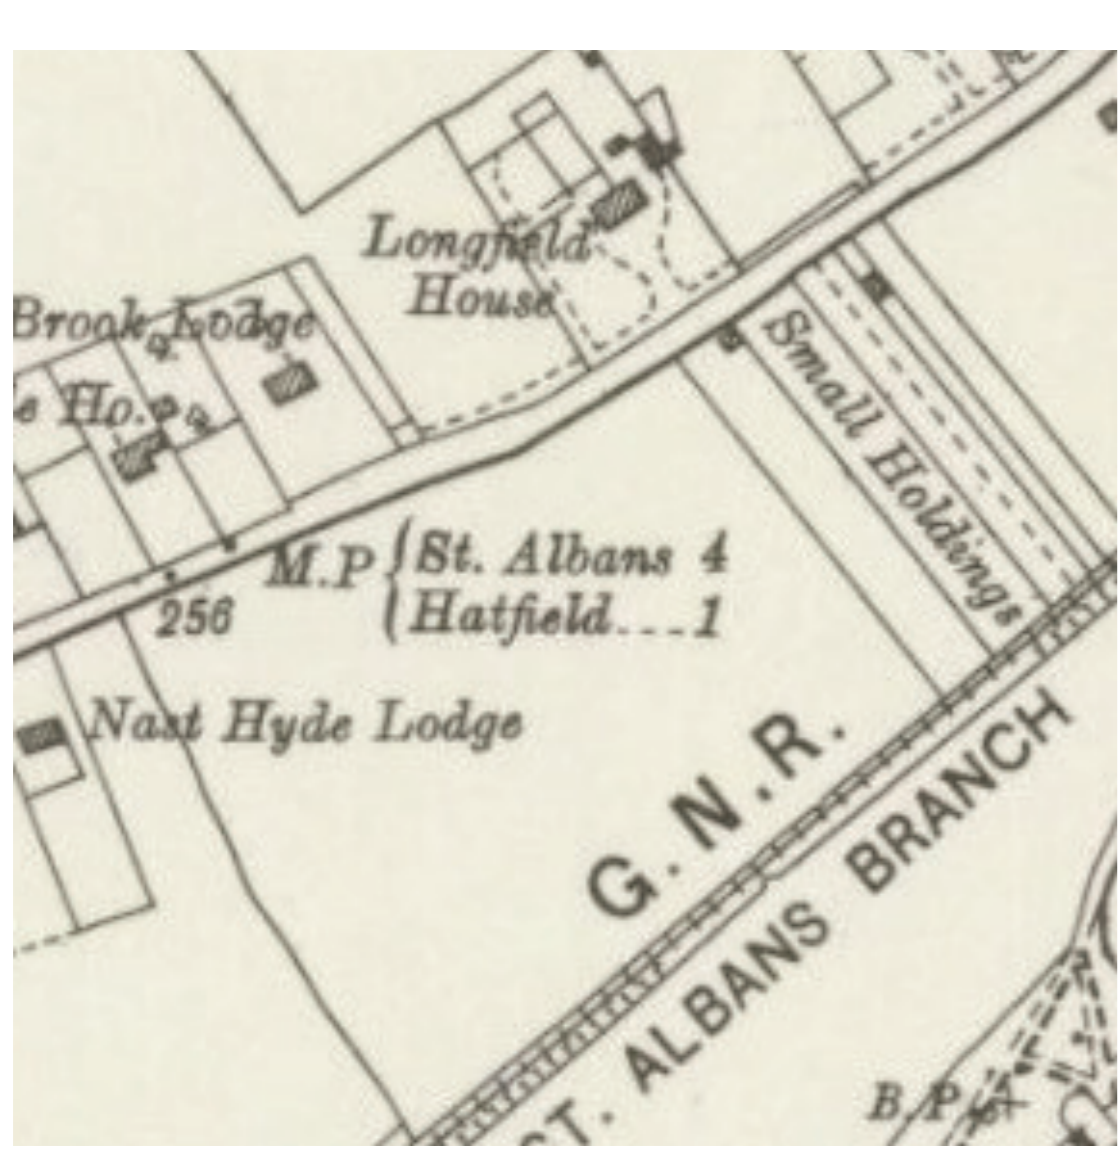 Longfield
House
Brook Lodge
Ho.
Small Holdings
M.P { St. Albans 4
Hatfield....1
256
Nast Hyde Lodge
G.N.R.
ST. ALBANS BRANCH
B.P.